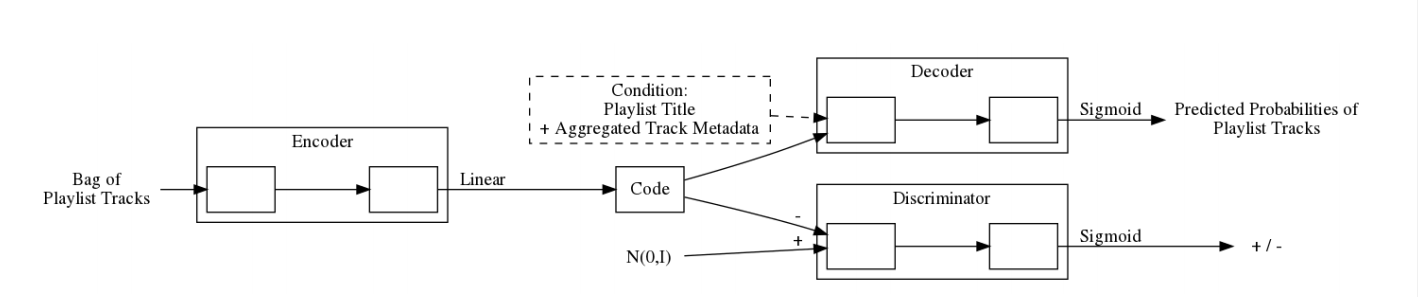 Bag of
Playlist Tracks
Encoder
Linear
Condition:
Playlist Title
+ Aggregated Track Metadata
Code
N(0,I)
Decoder
Sigmoid
Predicted Probabilities of
Playlist Tracks
-
+
Discriminator
Sigmoid
+ / -